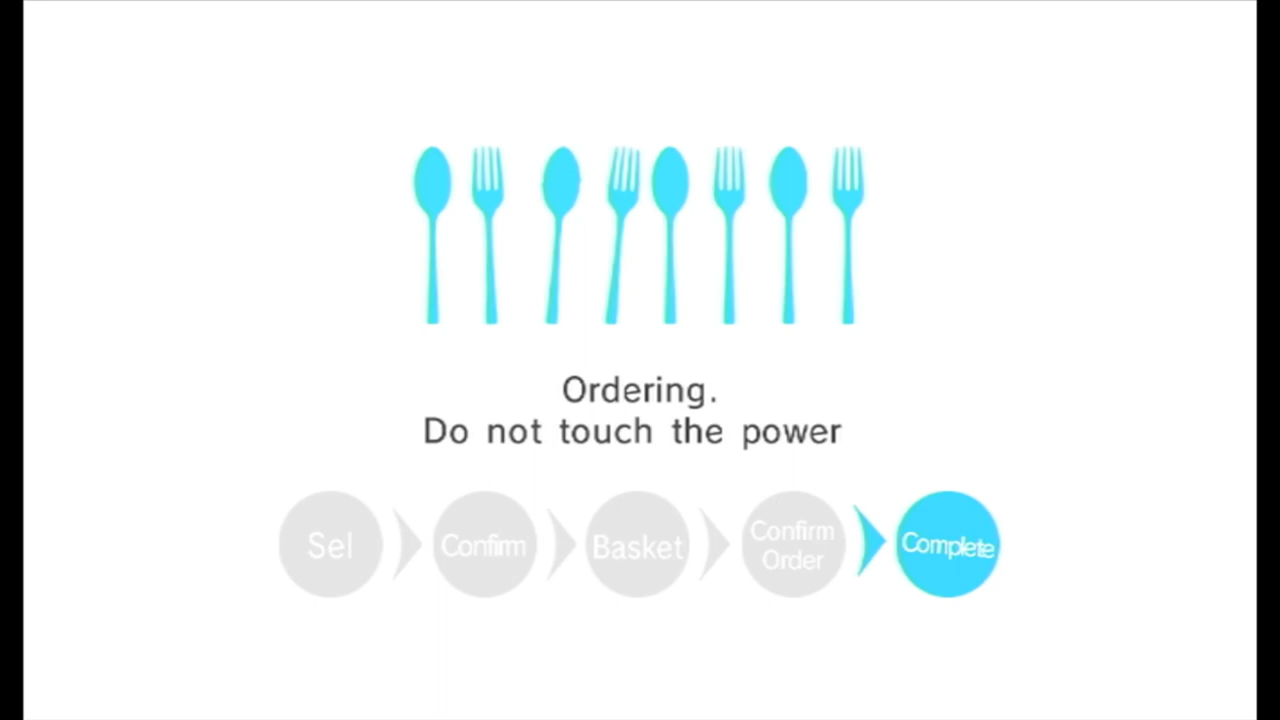 Ordering.
Do not touch the power
Sel
Confirm
Basket
Confirm
Order
Complete